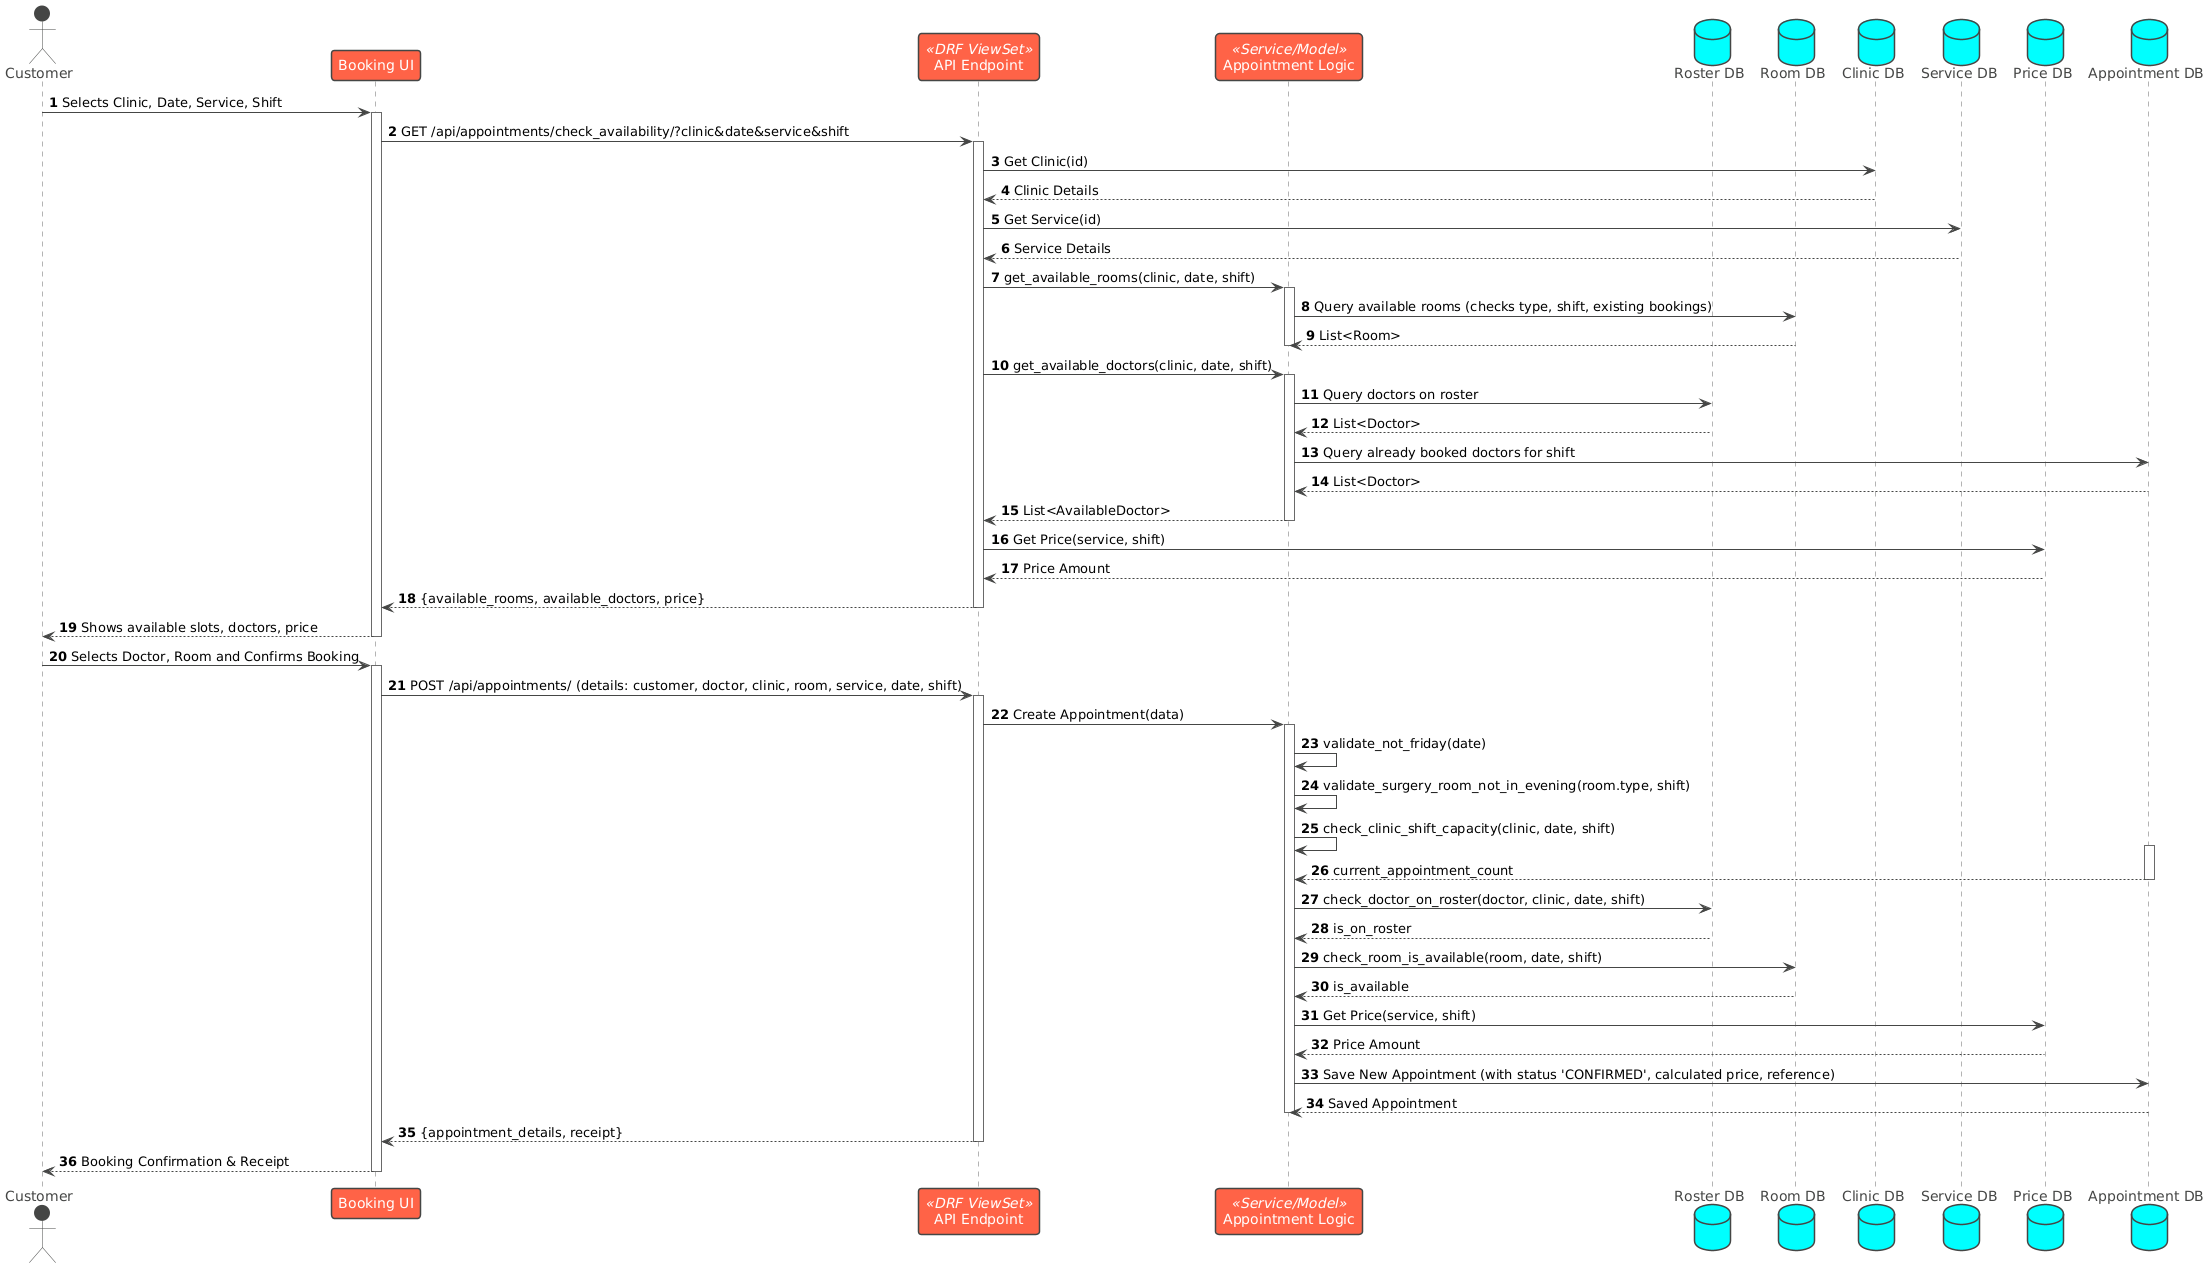 Customer
Booking UI
«DRF ViewSet»
API Endpoint
«Service/Model»
Appointment Logic
Roster DB
Room DB
Clinic DB
Service DB
Price DB
Appointment DB
1 Selects Clinic, Date, Service, Shift
2 GET /api/appointments/check_availability/?clinic&date&service&shift
3 Get Clinic(id)
4 Clinic Details
5 Get Service(id)
6 Service Details
7 get_available_rooms(clinic, date, shift)
8 Query available rooms (checks type, shift, existing bookings)
9 List<Room>
10 get_available_doctors(clinic, date, shift)
11 Query doctors on roster
12 List<Doctor>
13 Query already booked doctors for shift
14 List<Doctor>
15 List<AvailableDoctor>
16 Get Price(service, shift)
17 Price Amount
18 {available_rooms, available_doctors, price}
19 Shows available slots, doctors, price
20 Selects Doctor, Room and Confirms Booking
21 POST /api/appointments/ (details: customer, doctor, clinic, room, service, date, shift)
22 Create Appointment(data)
23 validate_not_friday(date)
24 validate_surgery_room_not_in_evening(room.type, shift)
25 check_clinic_shift_capacity(clinic, date, shift)
26 current_appointment_count
27 check_doctor_on_roster(doctor, clinic, date, shift)
28 is_on_roster
29 check_room_is_available(room, date, shift)
30 is_available
31 Get Price(service, shift)
32 Price Amount
33 Save New Appointment (with status 'CONFIRMED', calculated price, reference)
34 Saved Appointment
35 {appointment_details, receipt}
36 Booking Confirmation & Receipt
Customer
Booking UI
«DRF ViewSet»
API Endpoint
«Service/Model»
Appointment Logic
Roster DB
Room DB
Clinic DB
Service DB
Price DB
Appointment DB